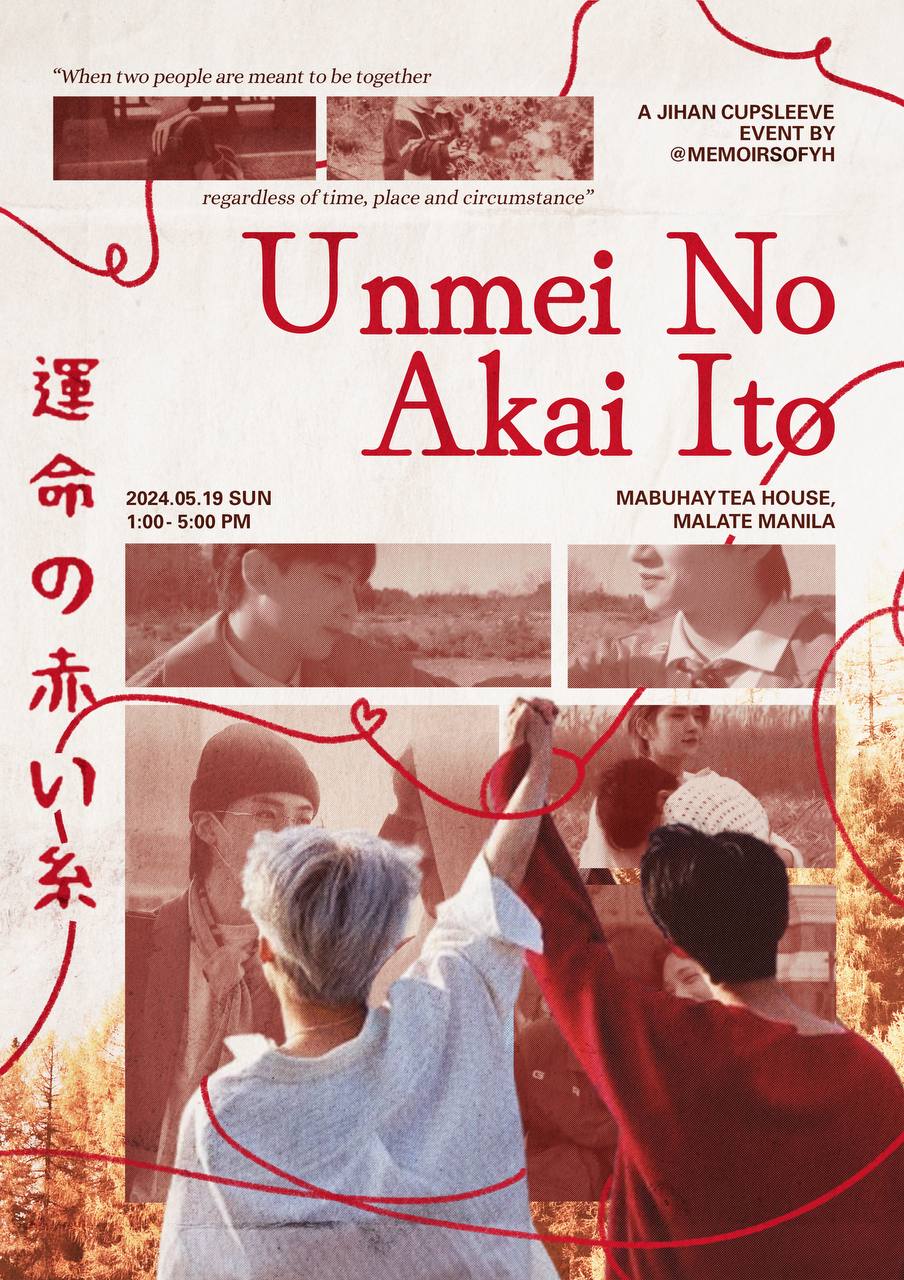 “When two people are meant to be together
regardless of time, place and circumstance”
A JIHAN CUPSLEEVE
EVENT BY
@MEMOIRSOFYH
Unmei No
Akai Ito
運命の赤い糸
2024.05.19 SUN
1:00- 5:00 PM
MABUHAY TEA HOUSE,
MALATE MANILA